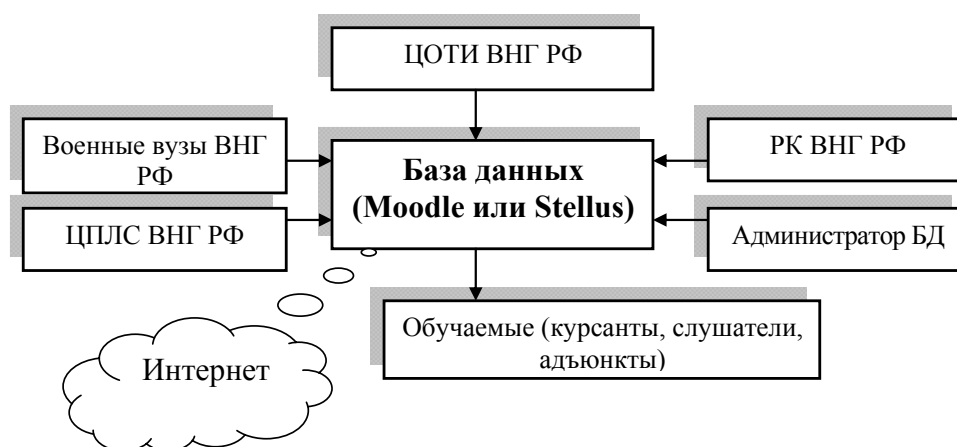 ЦОТИ ВНГ РФ
Военные вузы ВНГ
РФ
База данных
(Moodle или Stellus)
РК ВНГ РФ
ЦПЛС ВНГ РФ
Администратор БД
Обучаемые (курсанты, слушатели,
адъюнкты)
Интернет